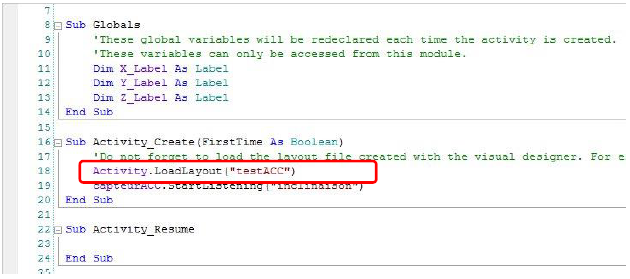 7
8 Sub Globals
9 'These global variables will be redeclared each time the activity is created.
10 'These variables can only be accessed from this module.
11 Dim X_Label As Label
12 Dim Y_Label As Label
13 Dim Z_Label As Label
14 End Sub
15
16 Sub Activity_Create(FirstTime As Boolean)
17 'Do not forget to load the layout file created with the visual designer. For e
18 Activity.LoadLayout("testACC")
19 CapteurACC.StartListening("inclinaison")
20 End Sub
21
22 Sub Activity_Resume
23
24 End Sub
25